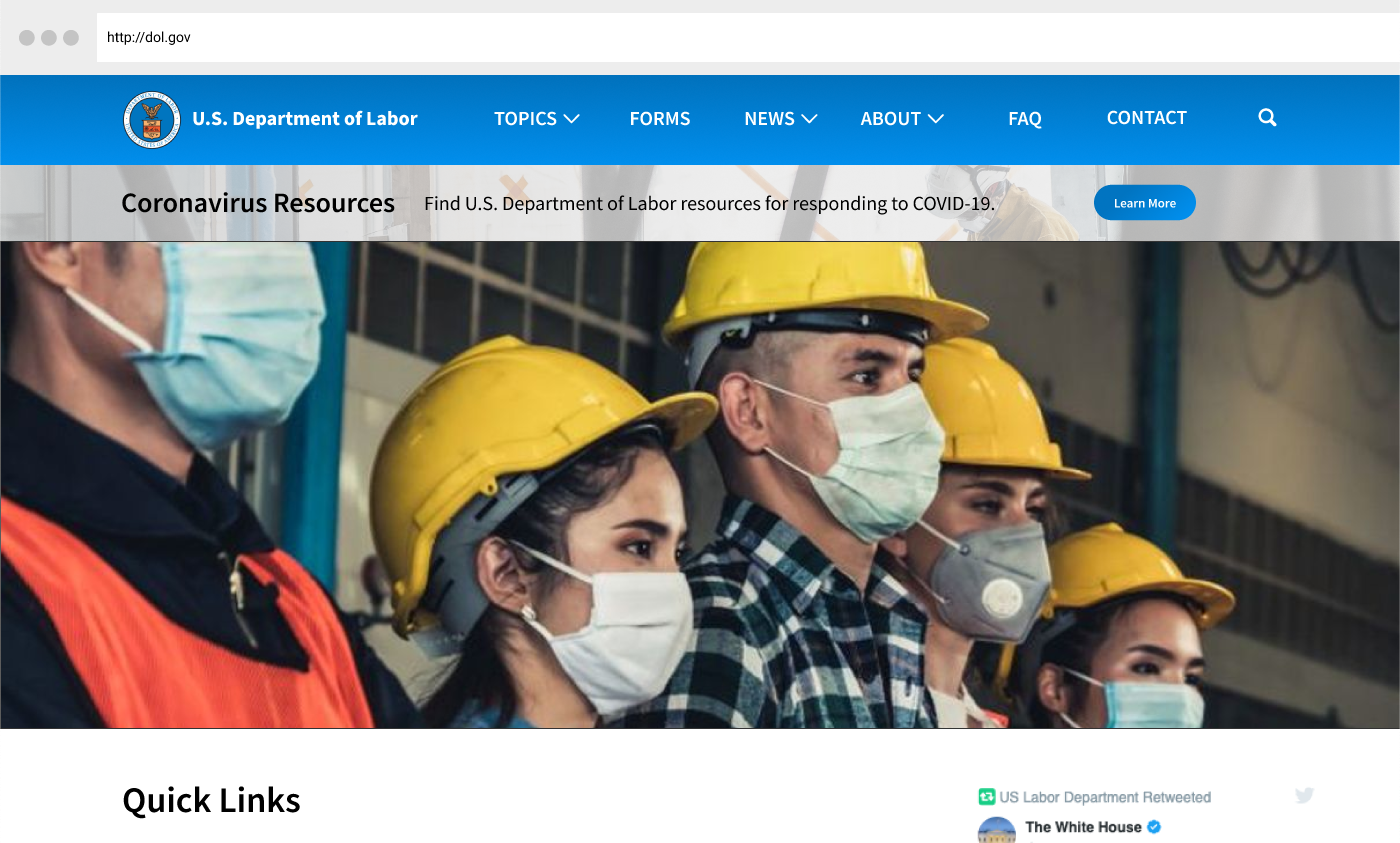 http://dol.gov
U.S. Department of Labor
TOPICS
FORMS
NEWS
ABOUT
FAQ
CONTACT
Coronavirus Resources
Find U.S. Department of Labor resources for responding to COVID-19.
Learn More
Quick Links
US Labor Department Retweeted
The White House